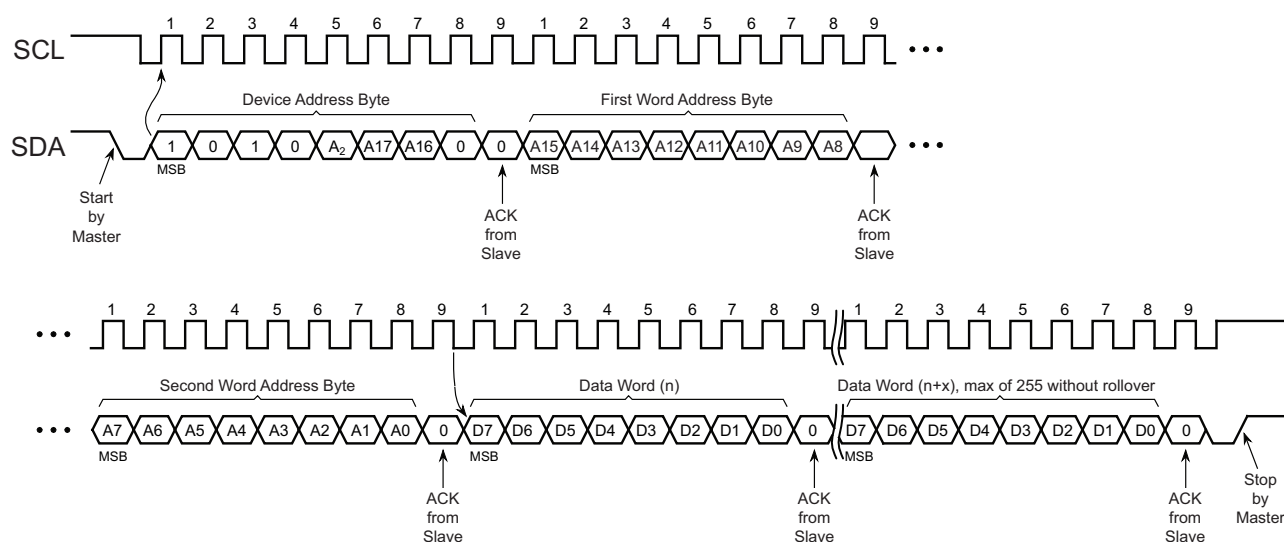 1 2 3 4 5 6 7 8 9 1 2 3 4 5 6 7 8 9
SCL
•••
Device Address Byte First Word Address Byte
SDA 1 0 1 0 A2 A17 A16 0 0 A15 A14 A13 A12 A11 A10 A9 A8 •••
MSB MSB
Start
by
Master
ACK
from
Slave
ACK
from
Slave
1 2 3 4 5 6 7 8 9 1 2 3 4 5 6 7 8 9 1 2 3 4 5 6 7 8 9
•••
Second Word Address Byte Data Word (n) Data Word (n+x), max of 255 without rollover
••• A7 A6 A5 A4 A3 A2 A1 A0 0 D7 D6 D5 D4 D3 D2 D1 D0 0 D7 D6 D5 D4 D3 D2 D1 D0 0
MSB MSB MSB
ACK
from
Slave
ACK
from
Slave
ACK
from
Slave
Stop
by
Master